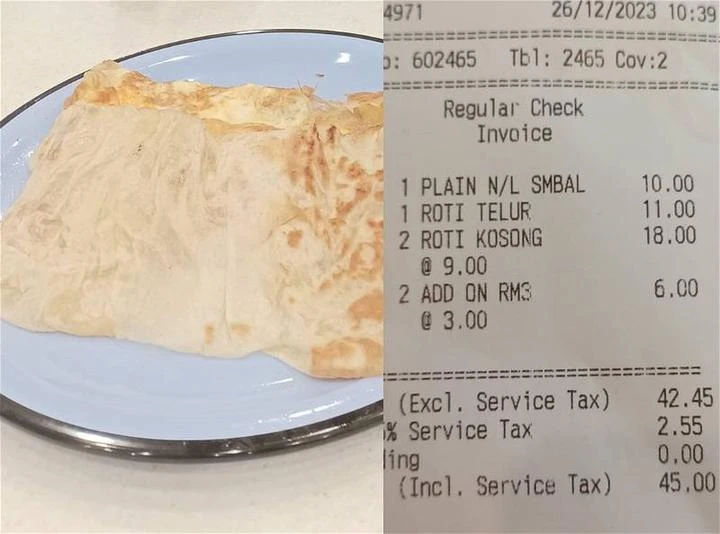 4971 26/12/2023 10:39
: 602465 Tbl: 2465 Cov:2
Regular Check
Invoice
1 PLAIN N/L SMBAL 10.00
1 ROTI TELUR 11.00
2 ROTI KOSONG 18.00
@ 9.00
2 ADD ON RM3 6.00
@ 3.00
(Excl. Service Tax) 42.45
% Service Tax 2.55
ing 0.00
(Incl. Service Tax) 45.00